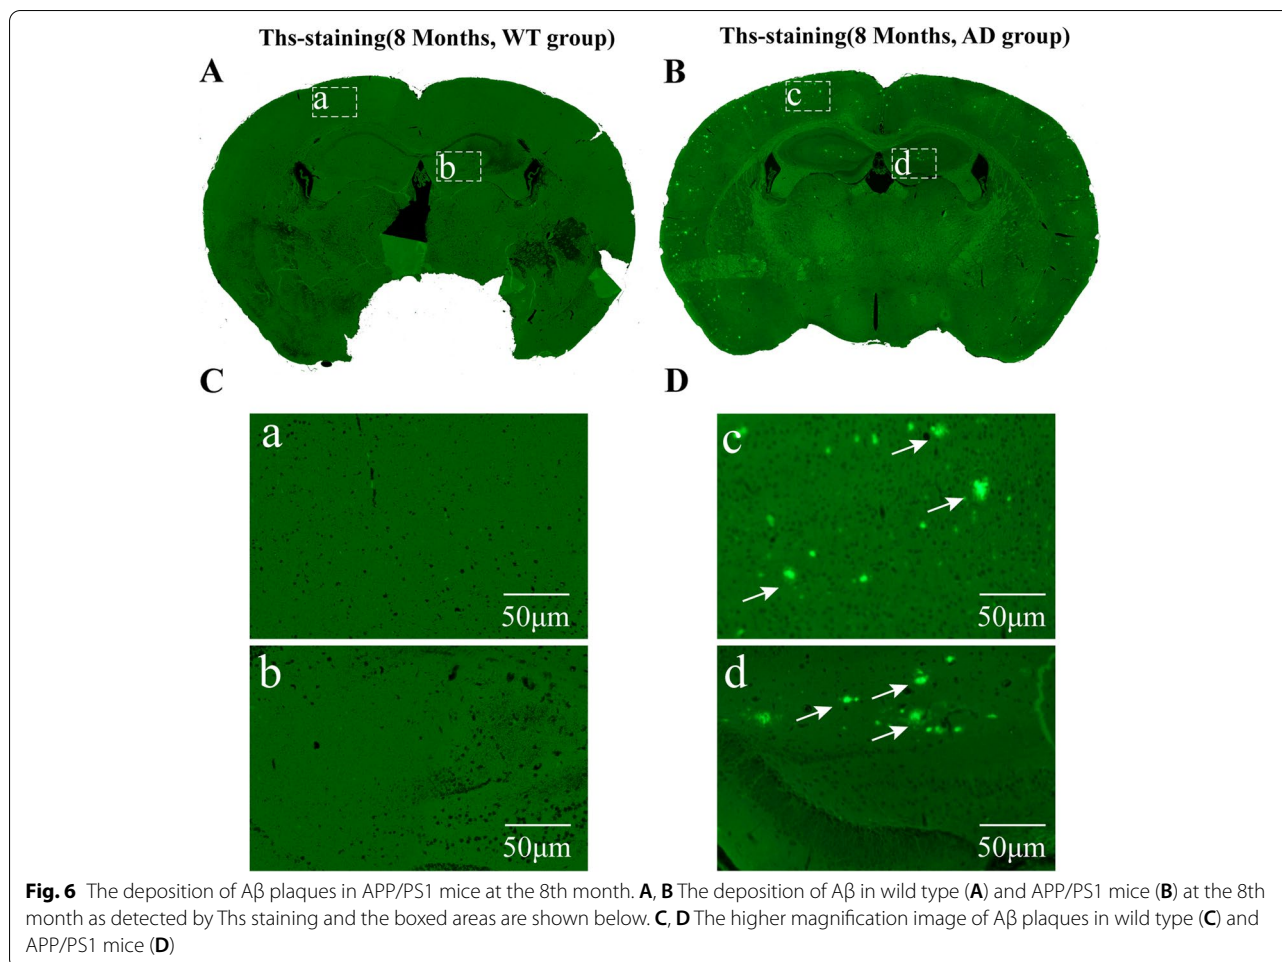 Ths-staining(8 Months, WT group)
Ths-staining(8 Months, AD group)
A
B
a
b
c
d
C
D
a
c
50μm
50μm
b
d
50μm
50μm
Fig. 6 The deposition of Aβ plaques in APP/PS1 mice at the 8th month. A, B The deposition of Aβ in wild type (A) and APP/PS1 mice (B) at the 8th
month as detected by Ths staining and the boxed areas are shown below. C, D The higher magnification image of Aβ plaques in wild type (C) and
APP/PS1 mice (D)